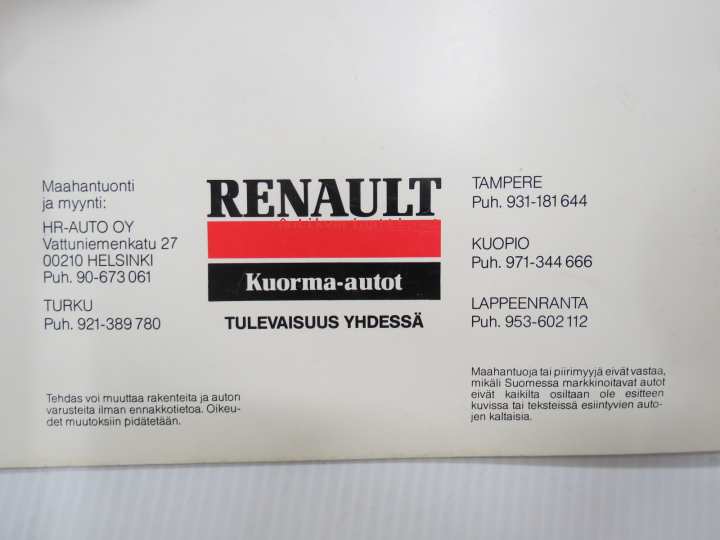 Maahantuonti
ja myynti:
HR-AUTO OY
Vattuniemenkatu 27
00210 HELSINKI
Puh. 90-673 061
TURKU
Puh. 921-389 780
RENAULT
Kuorma-autot
TULEVAISUUS YHDESSÄ
TAMPERE
Puh. 931-181 644
KUOPIO
Puh. 971-344 666
LAPPEENRANTA
Puh. 953-602 112
Tehdas voi muuttaa rakenteita ja auton
varusteita ilman ennakkotietoa. Oikeu-
det muutoksiin pidätetään.
Maahantuoja tai piirimyyjä eivät vastaa,
mikäli Suomessa markkinoitavat autot
eivät kaikilta osiltaan ole esitteen
kuvissa tai teksteissä esiintyvien auto-
jen kaltaisia.